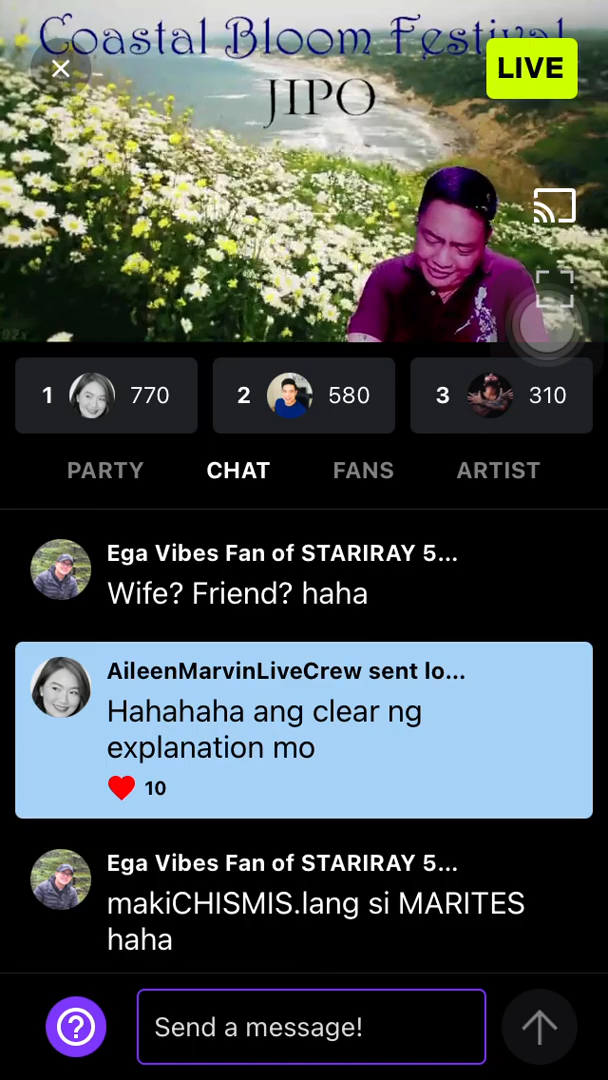 Coastal Bloom Festival
LIVE
JIPO
1 770
2 580
3 310
PARTY CHAT FANS ARTIST
Ega Vibes Fan of STARIRAY 5...
Wife? Friend? haha
AileenMarvinLiveCrew sent lo...
Hahahaha ang clear ng
explanation mo
10
Ega Vibes Fan of STARIRAY 5...
makiCHISMIS.lang si MARITES
haha
Send a message!